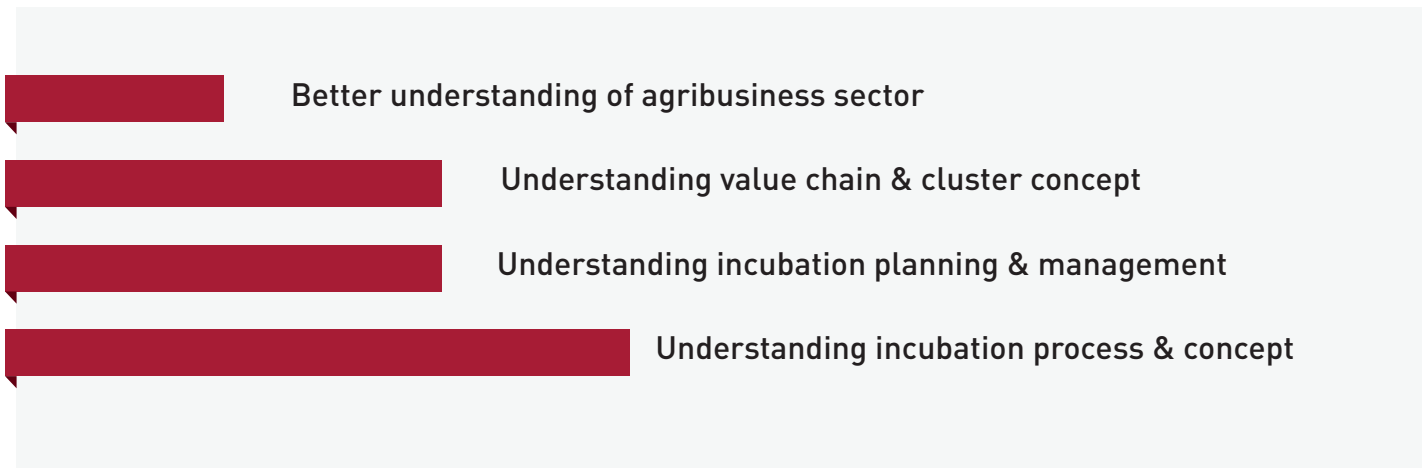 Better understanding of agribusiness sector
Understanding value chain & cluster concept
Understanding incubation planning & management
Understanding incubation process & concept